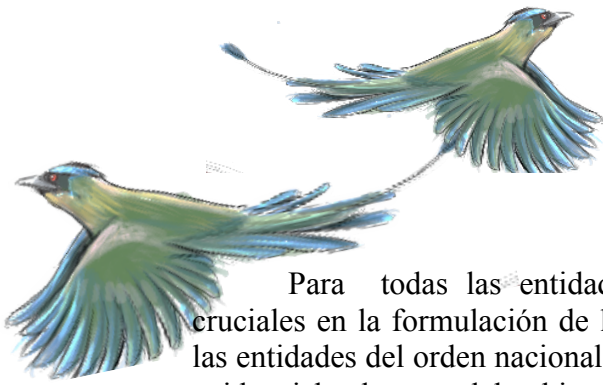 Para todas las entidad
cruciales en la formulación de l
las entidades del orden nacional